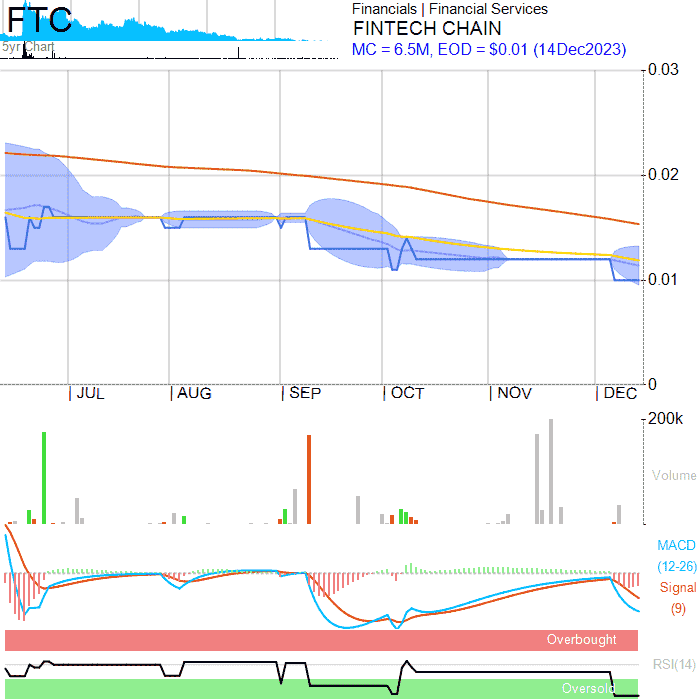 FTC
5yr Chart
Financials | Financial Services
FINTECH CHAIN
MC = 6.5M, EOD = $0.01 (14Dec2023)
0.03
0.02
0.01
0
JUL AUG SEP OCT NOV DEC
200k
Volume
MACD
(12-26)
Signal
(9)
Overbought
RSI(14)
Oversold